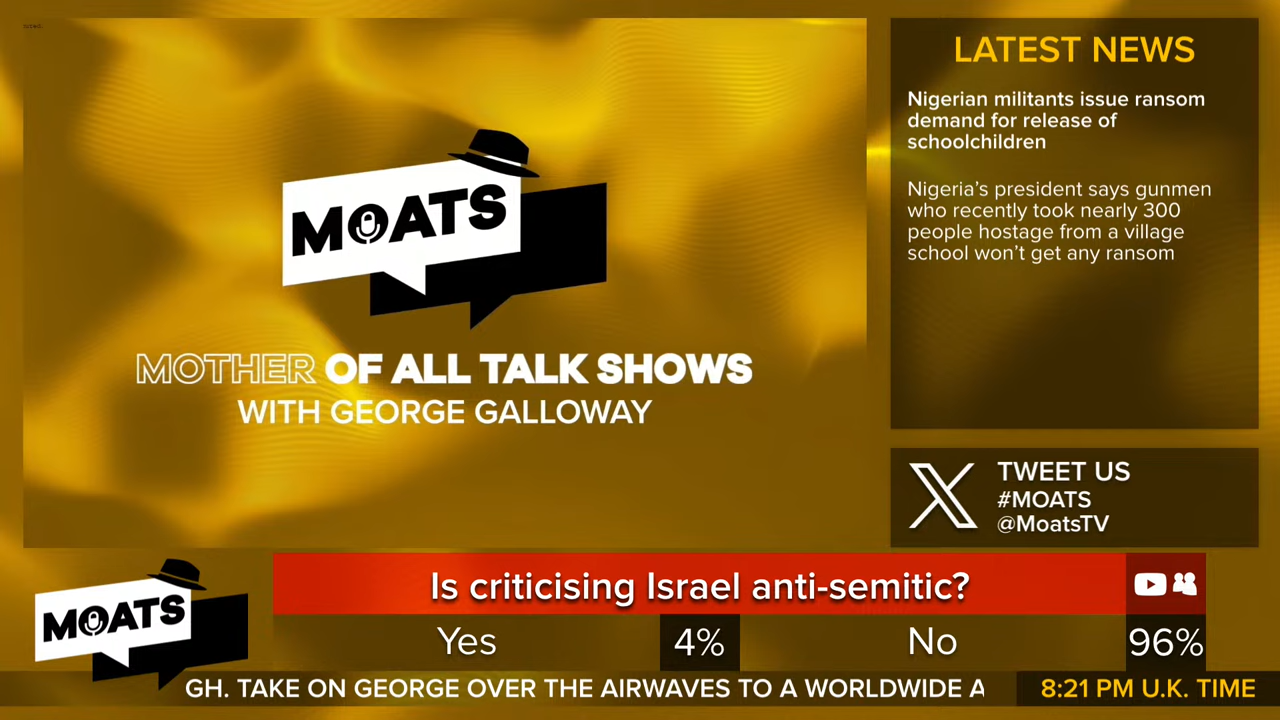 MOATS
MOTHER OF ALL TALK SHOWS
WITH GEORGE GALLOWAY
LATEST NEWS
Nigerian militants issue ransom
demand for release of
schoolchildren
Nigeria’s president says gunmen
who recently took nearly 300
people hostage from a village
school won’t get any ransom
TWEET US
#MOATS
@MoatsTV
MOATS
Is criticising Israel anti-semitic?
Yes 4% No 96%
GH. TAKE ON GEORGE OVER THE AIRWAVES TO A WORLDWIDE A
8:21 PM U.K. TIME